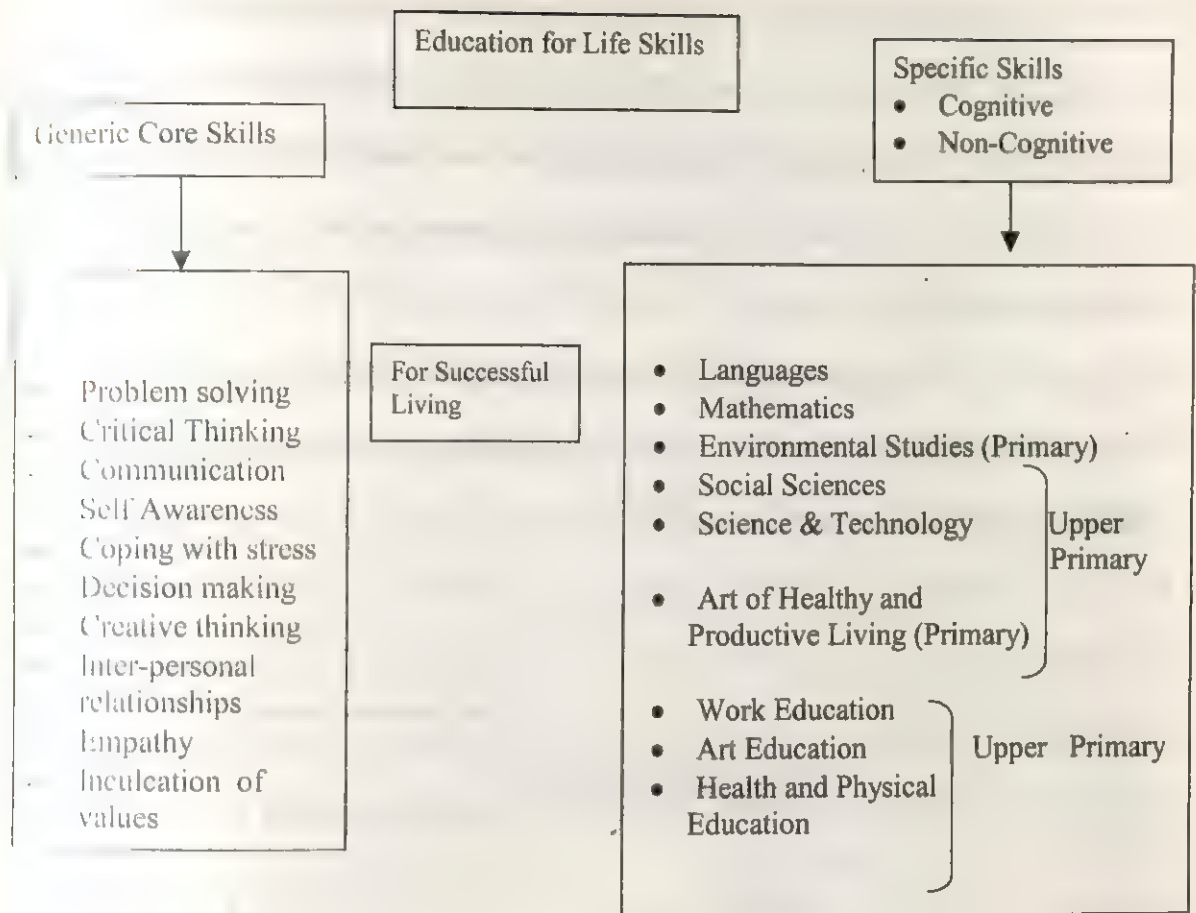 Education for Life Skills
Generic Core Skills
Specific Skills
• Cognitive
• Non-Cognitive
Problem solving
Critical Thinking
Communication
Self Awareness
Coping with stress
Decision making
Creative thinking
Inter-personal
relationships
Empathy
Inculcation of
values
For Successful
Living
• Languages
• Mathematics
• Environmental Studies (Primary)
• Social Sciences
• Science & Technology
Upper
Primary
• Art of Healthy and
Productive Living (Primary)
• Work Education
• Art Education
• Health and Physical
Education
Upper Primary